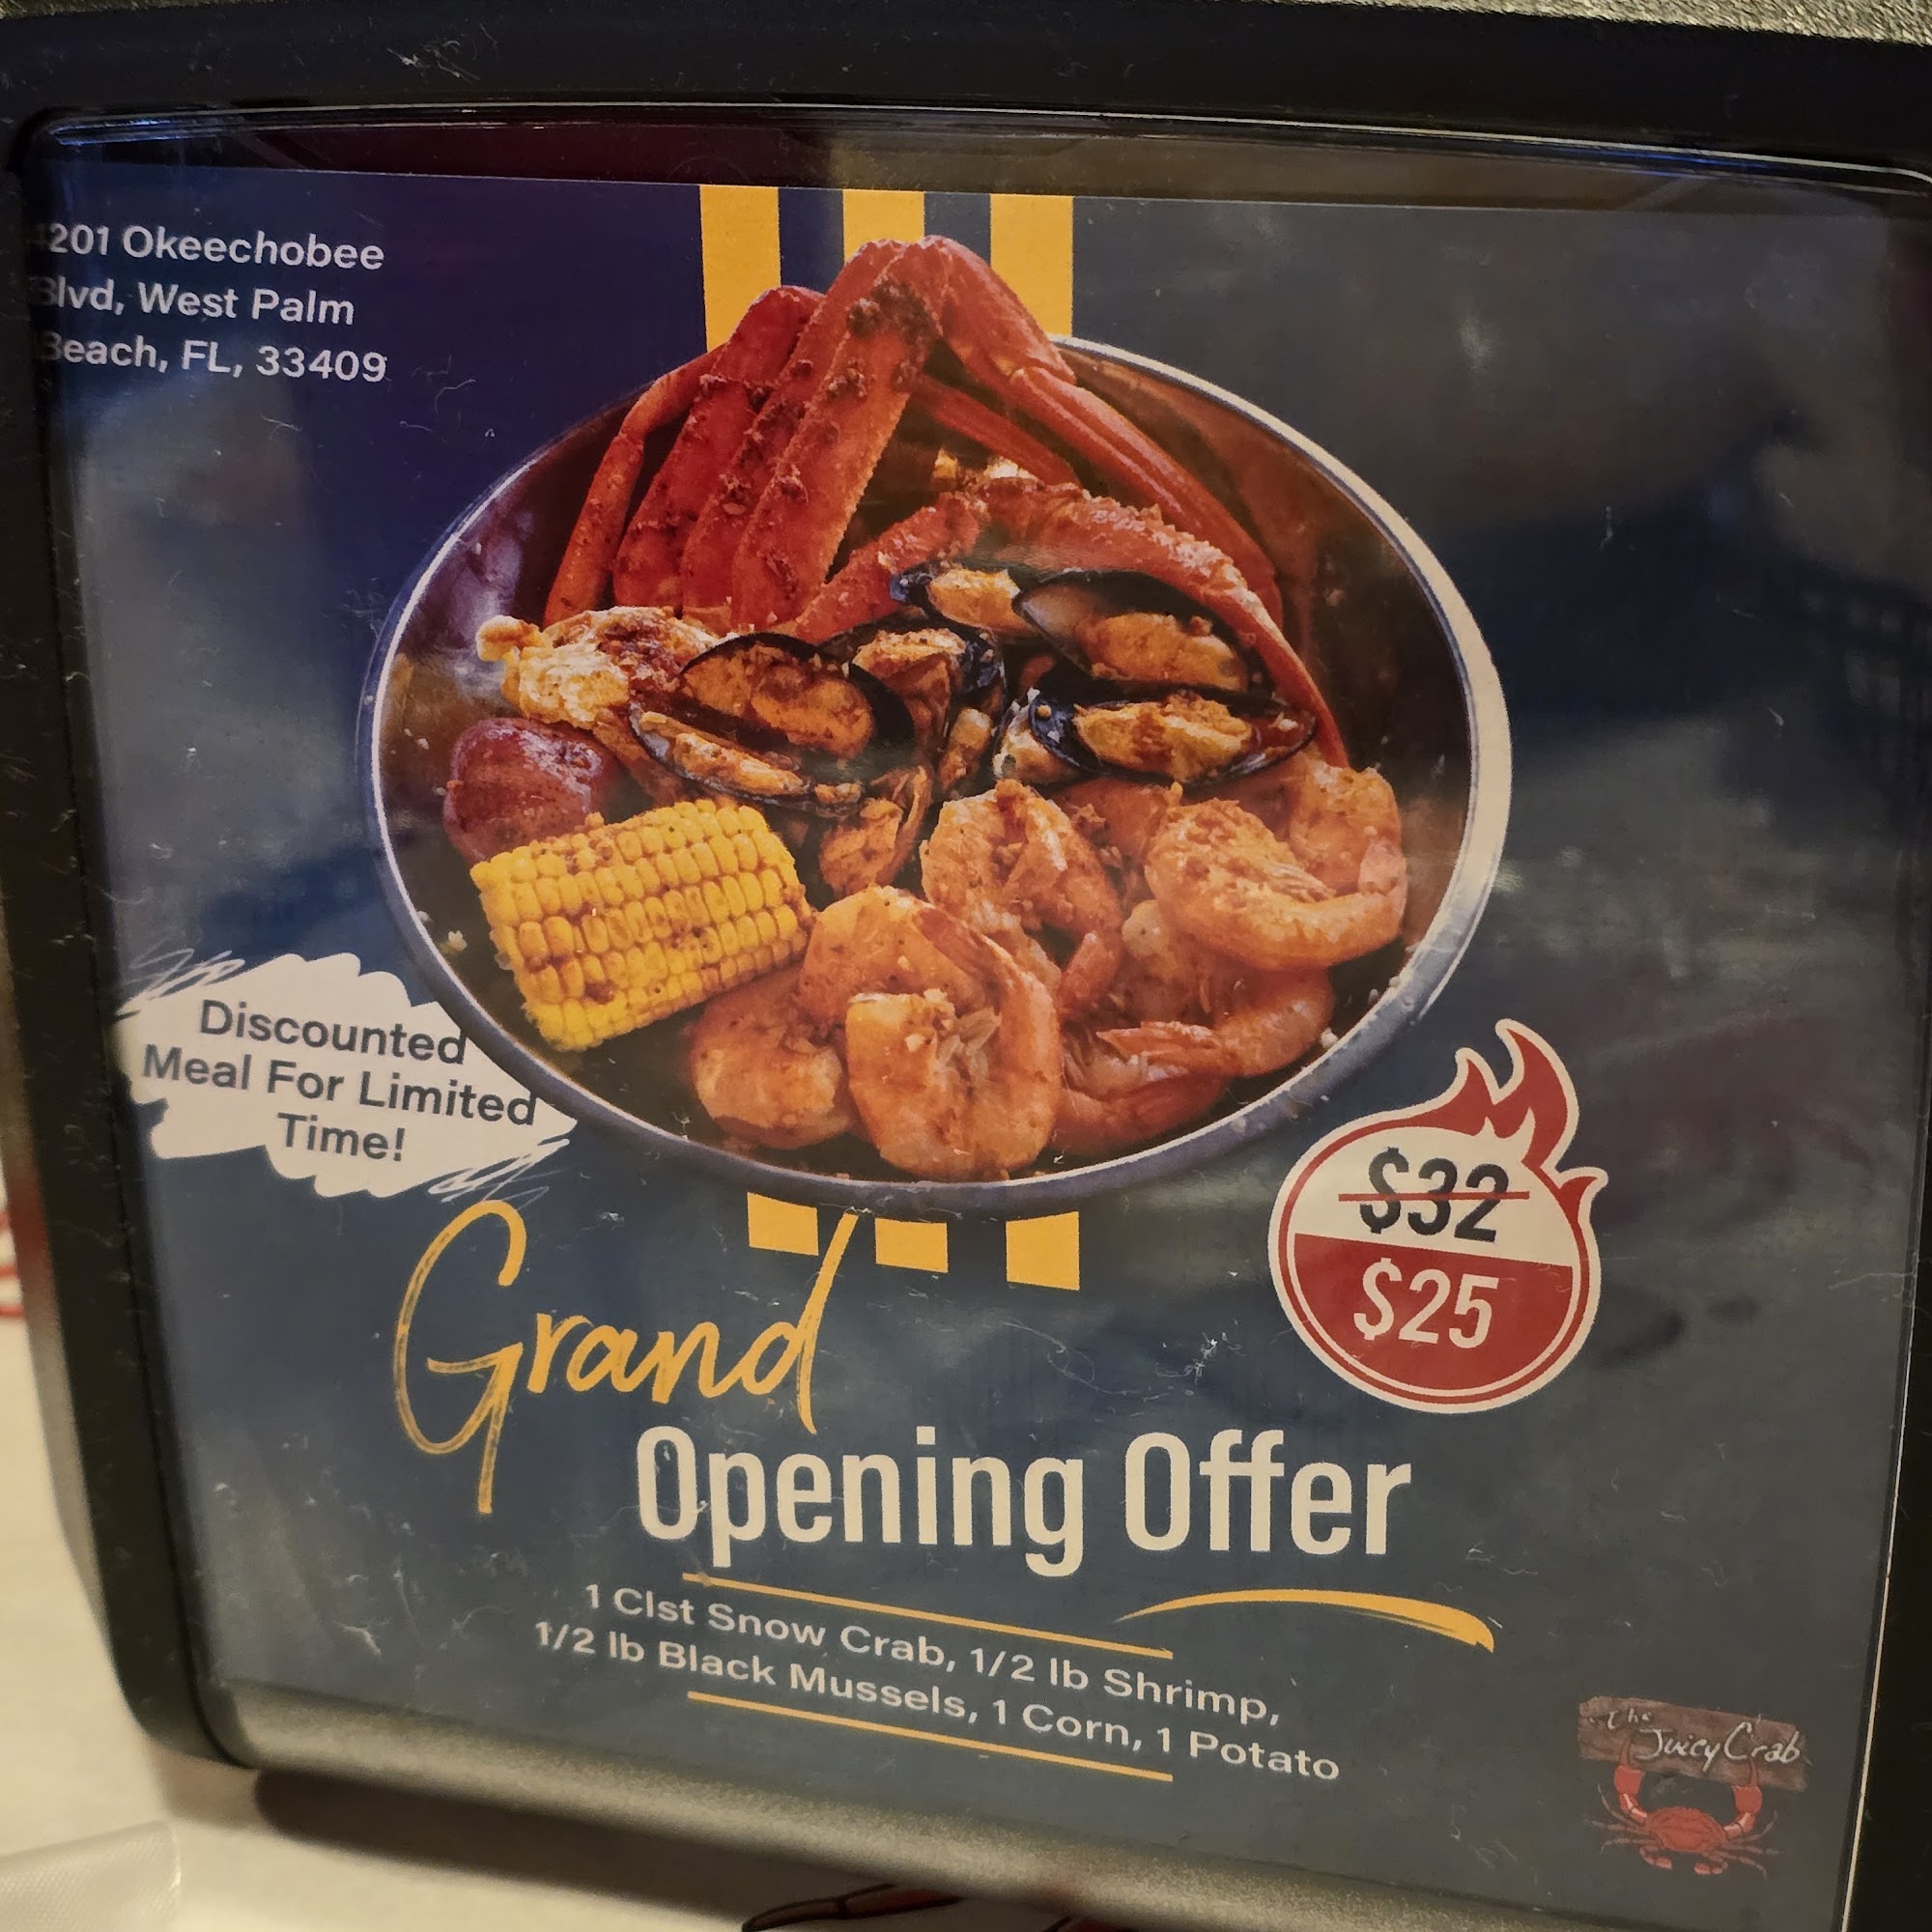 4201 Okeechobee
Blvd, West Palm
Beach, FL, 33409
Discounted
Meal For Limited
Time!
$32
$25
Grand
Opening Offer
1 Clst Snow Crab, 1/2 lb Shrimp,
1/2 lb Black Mussels, 1 Corn, 1 Potato
the
Juicy Crab